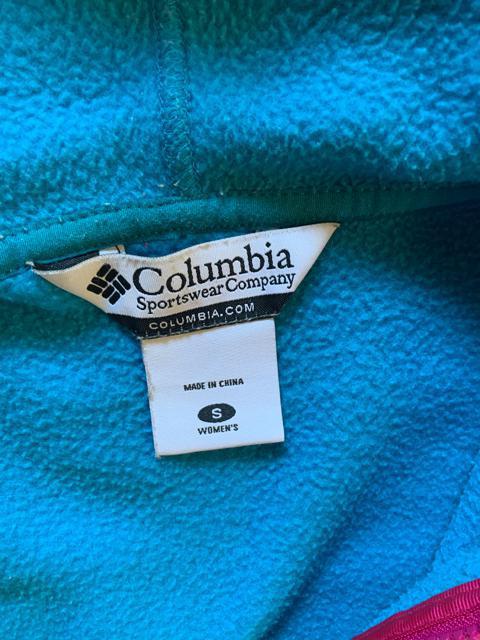 Columbia
Sportswear Company
COLUMBIA.COM
MADE IN CHINA
S
WOMEN'S